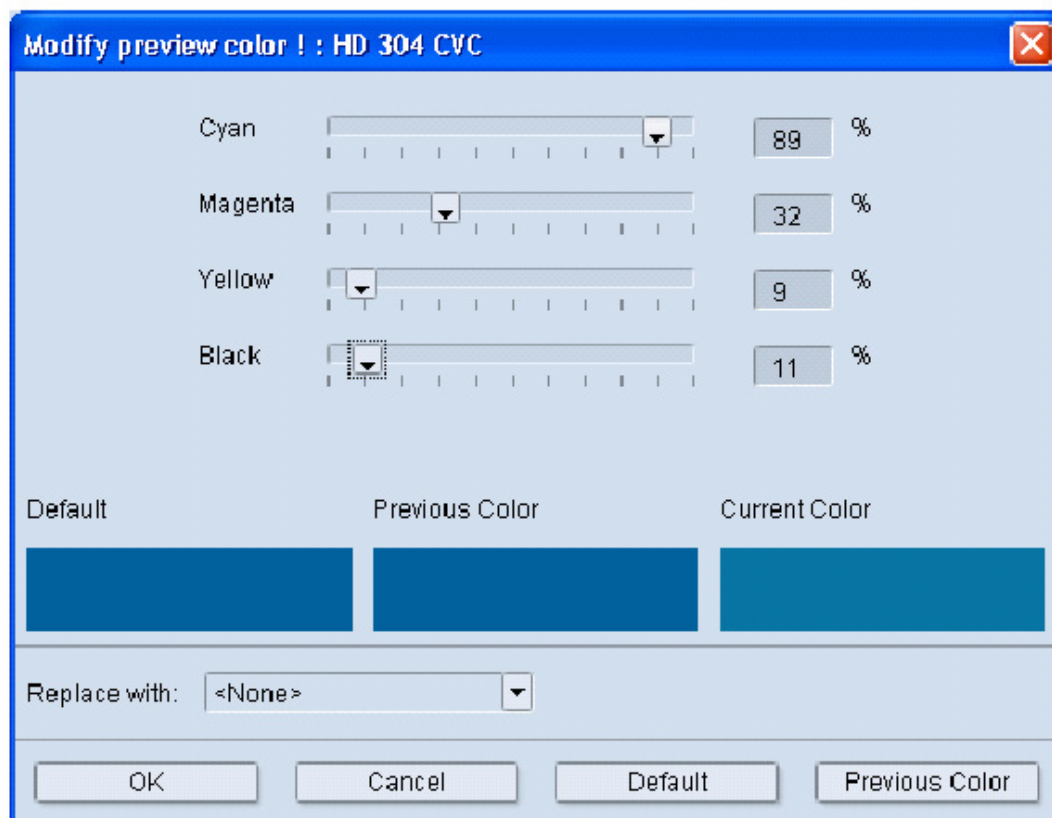 Modify preview color ! : HD 304 CVC
Cyan 89 %
Magenta 32 %
Yellow 9 %
Black 11 %
Default Previous Color Current Color
Replace with: <None>
OK Cancel Default Previous Color